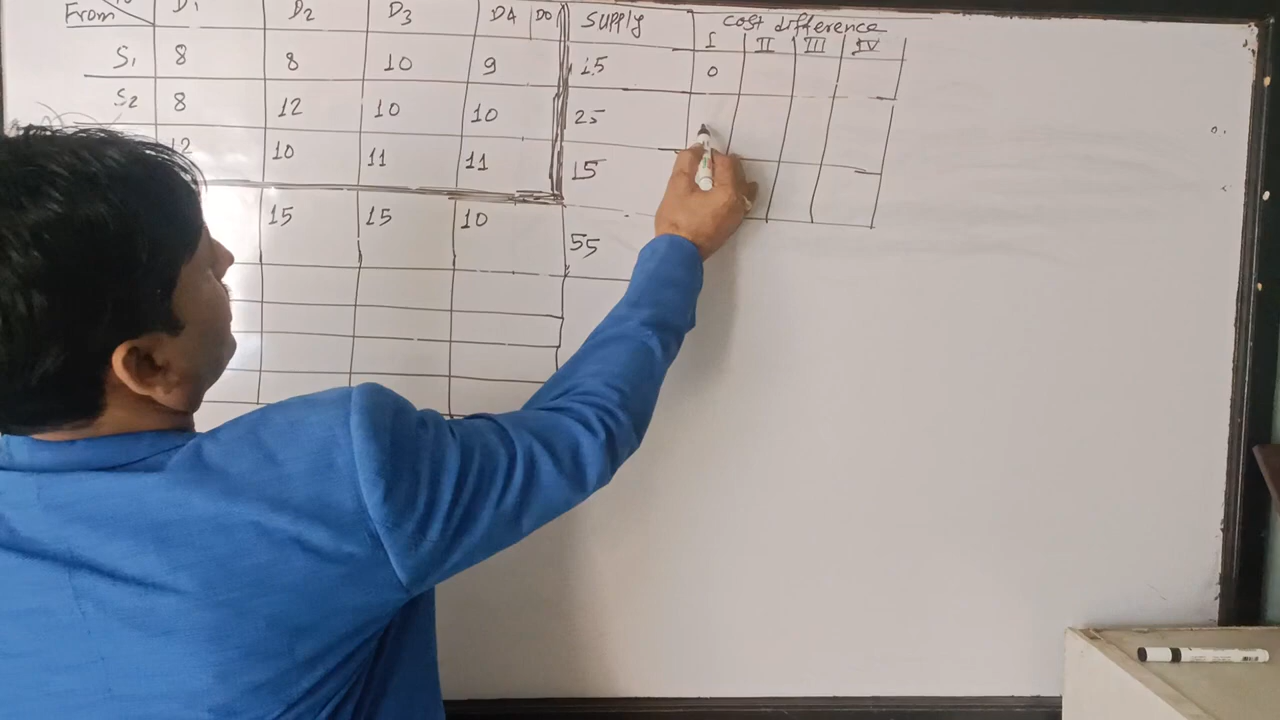 From D1 D2 D3 D4 D0 Supply cost difference
I II III IV
S1 8 8 10 9 15 0
S2 8 12 10 10 25
12 10 11 11 15
15 15 10 55